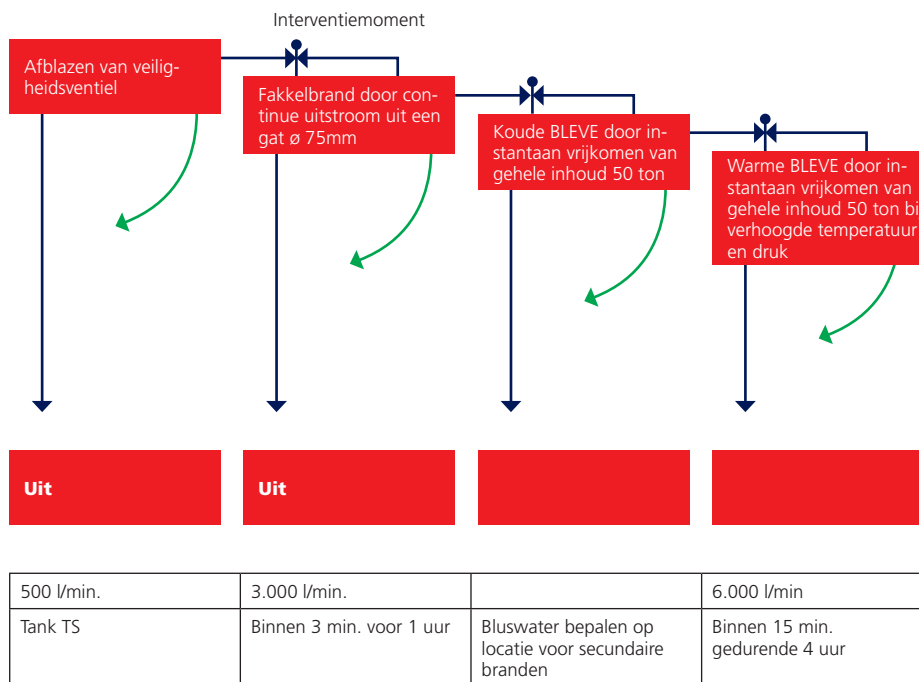 Interventiemoment
Afblazen van veilig-
heidsventiel
Fakkelbrand door con-
tinue uitstroom uit een
gat ø 75mm
Koude BLEVE door in-
stantaan vrijkomen van
gehele inhoud 50 ton
Warme BLEVE door in-
stantaan vrijkomen van
gehele inhoud 50 ton bi
verhoogde temperatuur
en druk
Uit
Uit
500 l/min.
3.000 l/min.
6.000 l/min
Tank TS
Binnen 3 min. voor 1 uur
Bluswater bepalen op
locatie voor secundaire
branden
Binnen 15 min.
gedurende 4 uur